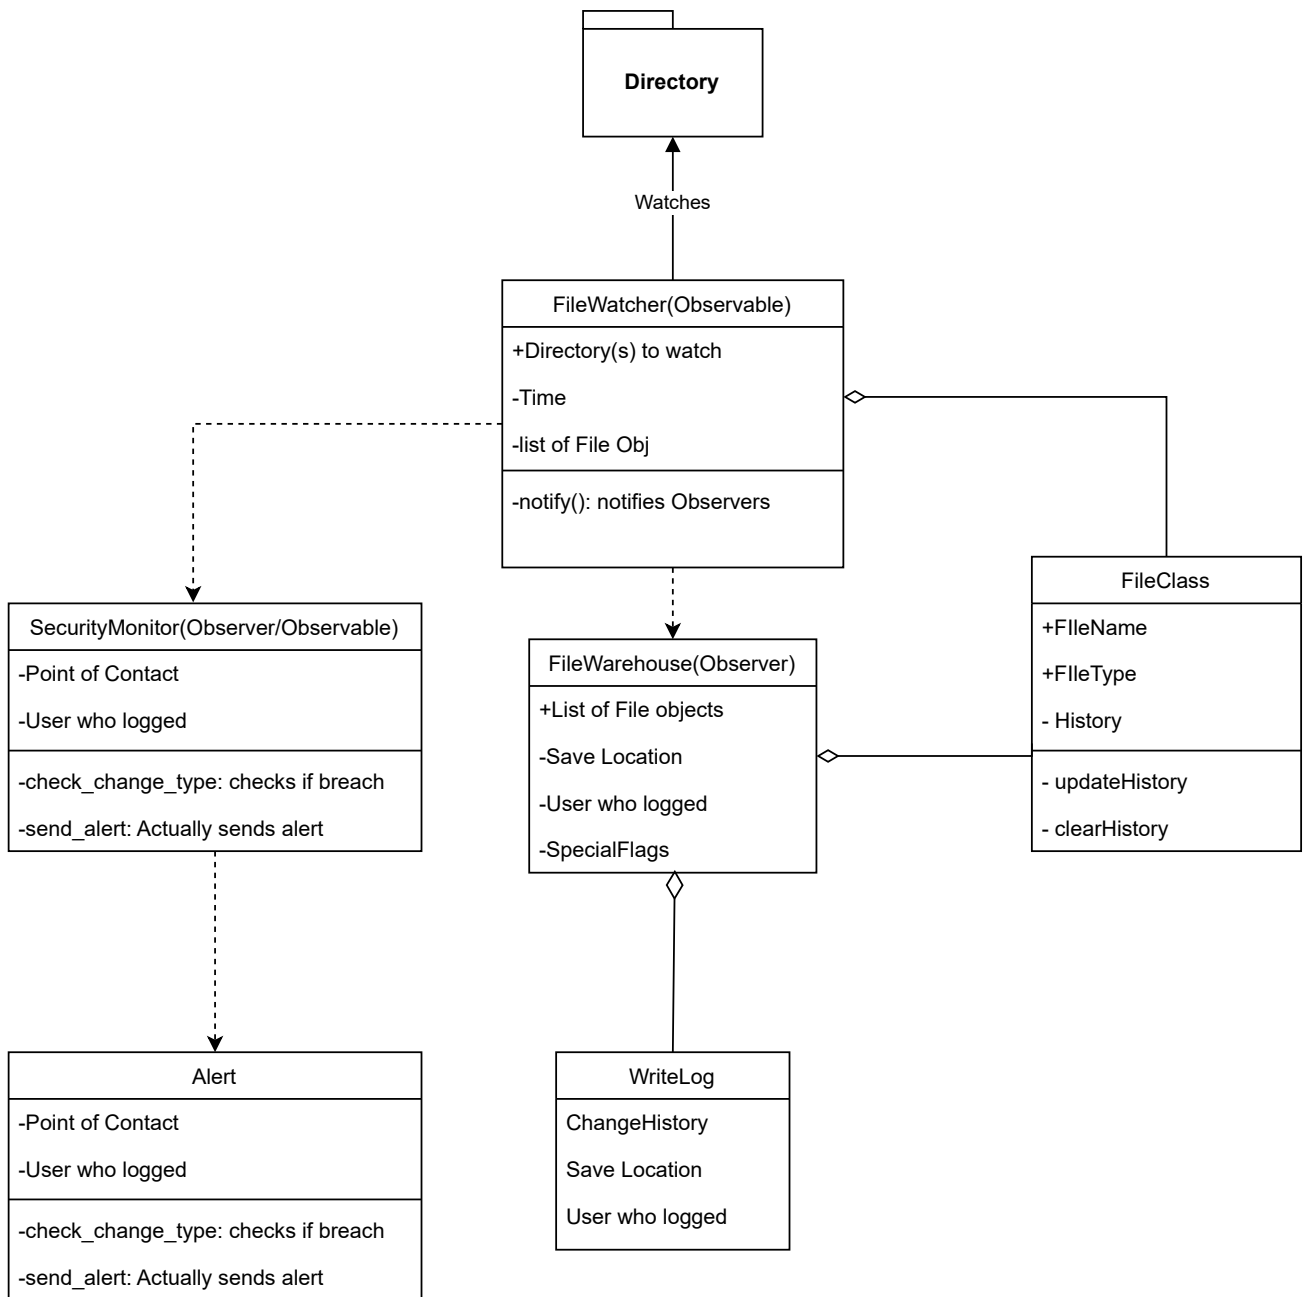 Directory
Watches
FileWatcher(Observable)
+Directory(s) to watch
-Time
-list of File Obj
-notify(): notifies Observers
FileClass
+FIleName
+FIleType
- History
- updateHistory
- clearHistory
SecurityMonitor(Observer/Observable)
-Point of Contact
-User who logged
-check_change_type: checks if breach
-send_alert: Actually sends alert
FileWarehouse(Observer)
+List of File objects
-Save Location
-User who logged
-SpecialFlags
Alert
-Point of Contact
-User who logged
-check_change_type: checks if breach
-send_alert: Actually sends alert
WriteLog
ChangeHistory
Save Location
User who logged